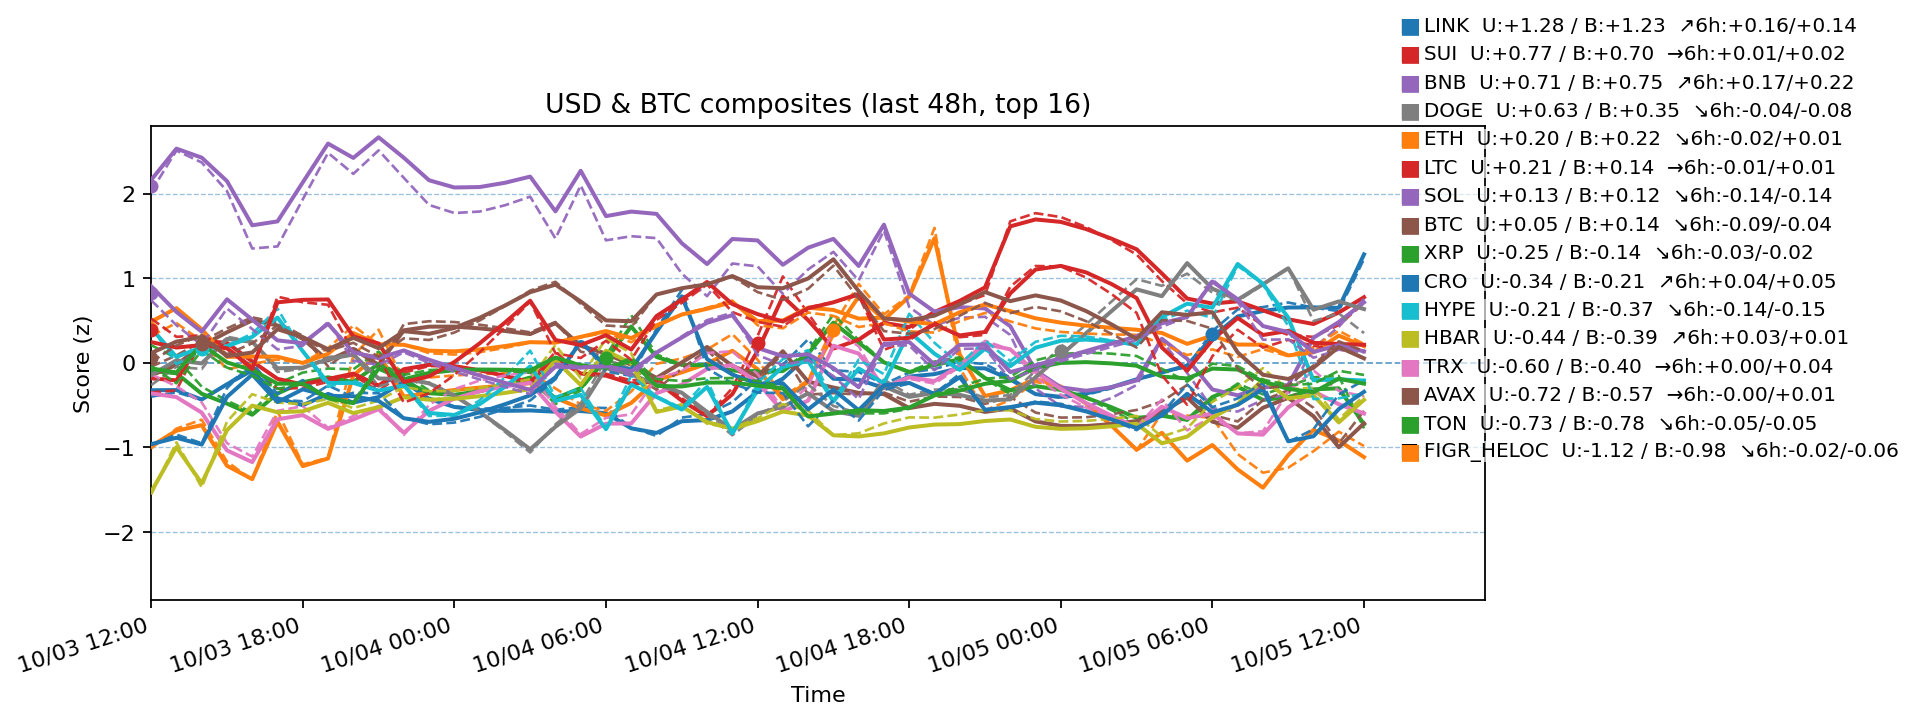 LINK  U:+1.28 / B:+1.23  ↗6h:+0.16/+0.14
SUI  U:+0.77 / B:+0.70  →6h:+0.01/+0.02
BNB  U:+0.71 / B:+0.75  ↗6h:+0.17/+0.22
DOGE  U:+0.63 / B:+0.35  ↘6h:-0.04/-0.08
ETH  U:+0.20 / B:+0.22  ↘6h:-0.02/+0.01
LTC  U:+0.21 / B:+0.14  →6h:-0.01/+0.01
SOL  U:+0.13 / B:+0.12  ↘6h:-0.14/-0.14
BTC  U:+0.05 / B:+0.14  ↘6h:-0.09/-0.04
XRP  U:-0.25 / B:-0.14  ↘6h:-0.03/-0.02
CRO  U:-0.34 / B:-0.21  ↗6h:+0.04/+0.05
HYPE  U:-0.21 / B:-0.37  ↘6h:-0.14/-0.15
HBAR  U:-0.44 / B:-0.39  ↗6h:+0.03/+0.01
TRX  U:-0.60 / B:-0.40  →6h:+0.00/+0.04
AVAX  U:-0.72 / B:-0.57  →6h:-0.00/+0.01
TON  U:-0.73 / B:-0.78  ↘6h:-0.05/-0.05
FIGR_HELOC  U:-1.12 / B:-0.98  ↘6h:-0.02/-0.06
USD & BTC composites (last 48h, top 16)
Score (z)
2
1
0
−1
−2
10/03 12:00
10/03 18:00
10/04 00:00
10/04 06:00
10/04 12:00
10/04 18:00
10/05 00:00
10/05 06:00
10/05 12:00
Time